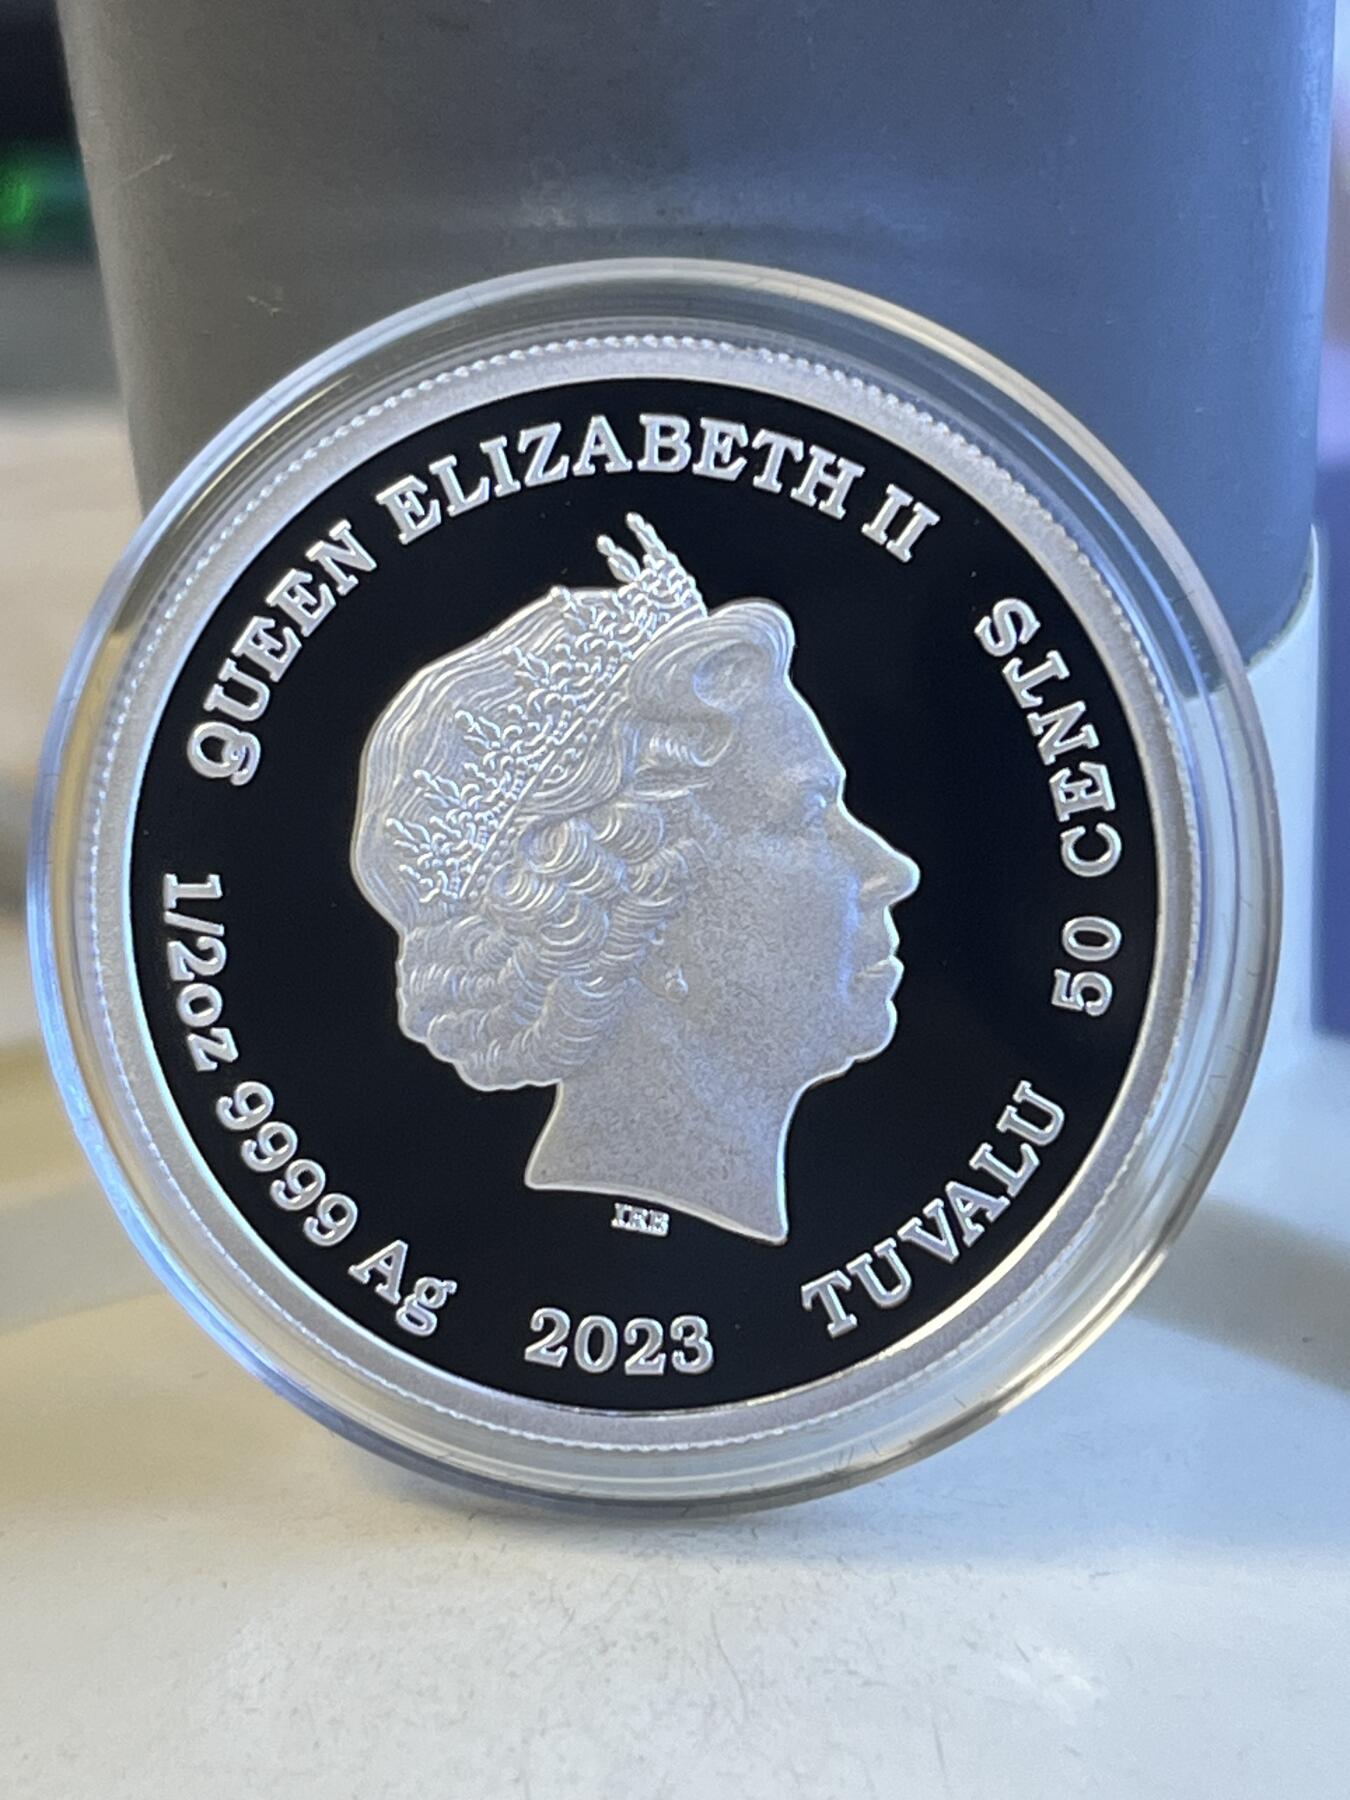 QUEEN ELIZABETH II
50 CENTS
TUVALU
2023
1/2oz 9999 Ag
IRB